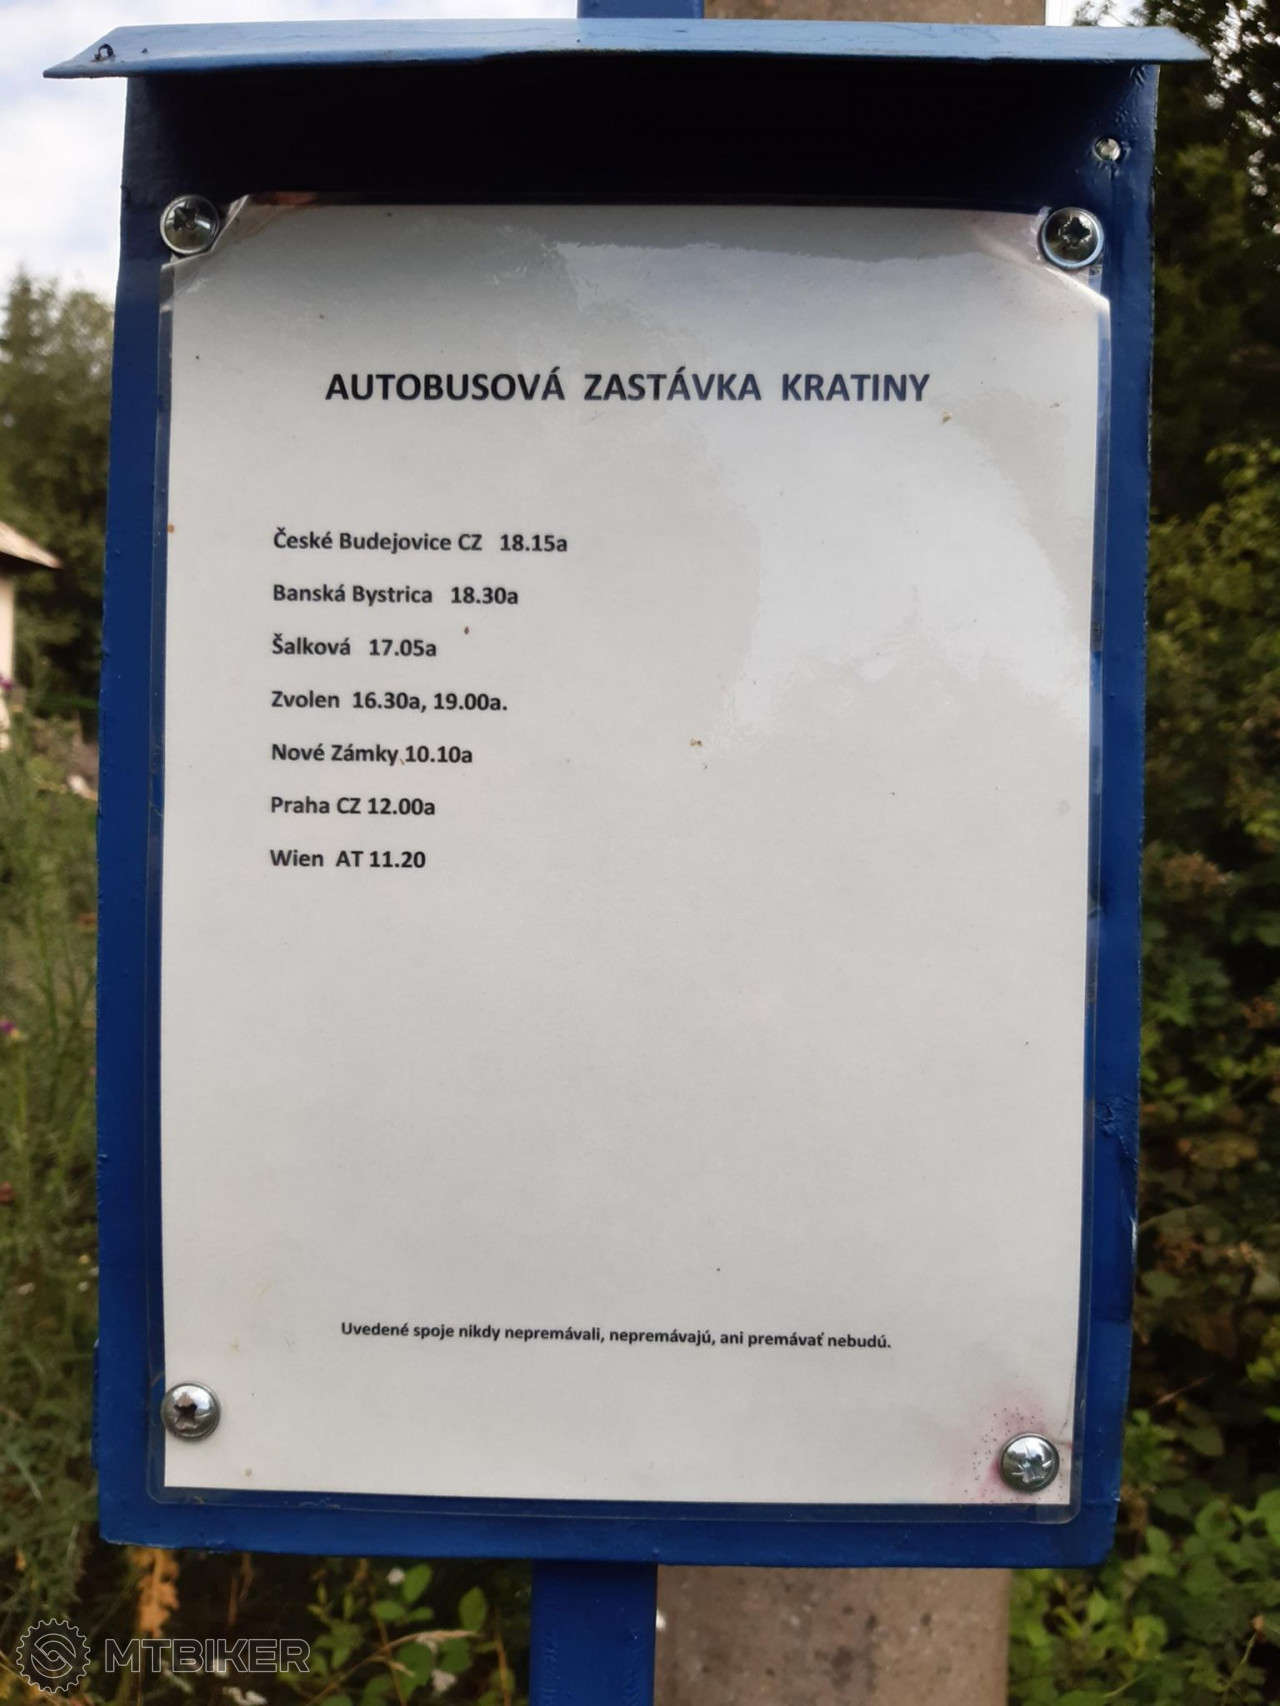 AUTOBUSOVÁ ZASTÁVKA KRATINY
České Budejovice CZ 18.15a
Banská Bystrica 18.30a
Šalková 17.05a
Zvolen 16.30a, 19.00a.
Nové Zámky 10.10a
Praha CZ 12.00a
Wien AT 11.20
Uvedené spoje nikdy nepremávali, nepremávajú, ani premávať nebudú.
MTBIKER